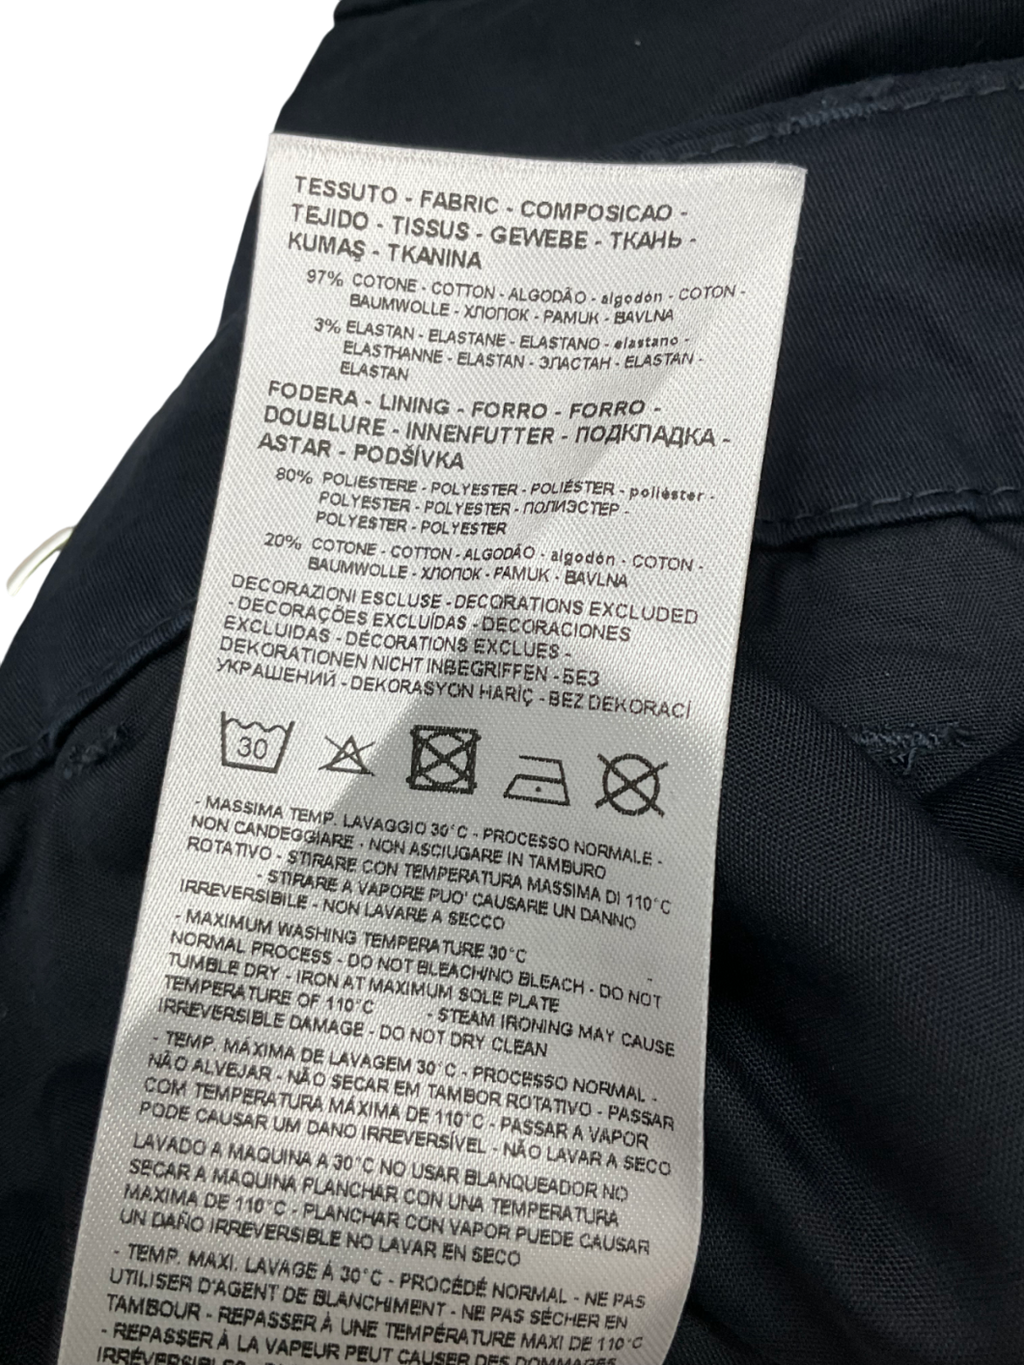 TESSUTO - FABRIC - COMPOSICAO -
TEJIDO - TISSUS - GEWEBE - ТКАНЬ -
KUMAŞ - TKANINA
97% COTONE - COTTON - ALGODÃO - algodón - COTON -
BAUMWOLLE - ХЛОПОК - PAMUK - BAVLNA
3% ELASTAN - ELASTANE - ELASTANO - elastano -
ELASTHANNE - ELASTAN - ЭЛАСТАН - ELASTAN -
ELASTAN
FODERA - LINING - FORRO - FORRO -
DOUBLURE - INNENFUTTER - ПОДКЛАДКА -
ASTAR - PODŠÍVKA
80% POLIESTERE - POLYESTER - POLIÉSTER - poliéster -
POLYESTER - POLYESTER - ПОЛИЭСТЕР -
POLYESTER - POLYESTER
20% COTONE - COTTON - ALGODÃO - algodón - COTON -
BAUMWOLLE - ХЛОПОК - PAMUK - BAVLNA
DECORAZIONI ESCLUSE - DECORATIONS EXCLUDED
- DECORAÇÕES EXCLUÍDAS - DECORACIONES
EXCLUIDAS - DÉCORATIONS EXCLUES -
DEKORATIONEN NICHT INBEGRIFFEN - БЕЗ
УКРАШЕНИЙ - DEKORASYON HARİÇ - BEZ DEKORACÍ
30
- MASSIMA TEMP. LAVAGGIO 30°C - PROCESSO NORMALE -
NON CANDEGGIARE - NON ASCIUGARE IN TAMBURO
ROTATIVO - STIRARE CON TEMPERATURA MASSIMA DI 110°C
- STIRARE A VAPORE PUO' CAUSARE UN DANNO
IRREVERSIBILE - NON LAVARE A SECCO
- MAXIMUM WASHING TEMPERATURE 30°C -
NORMAL PROCESS - DO NOT BLEACH/NO BLEACH - DO NOT
TUMBLE DRY - IRON AT MAXIMUM SOLE PLATE
TEMPERATURE OF 110°C - STEAM IRONING MAY CAUSE
IRREVERSIBLE DAMAGE - DO NOT DRY CLEAN
- TEMP. MÁXIMA DE LAVAGEM 30°C - PROCESSO NORMAL -
NÃO ALVEJAR - NÃO SECAR EM TAMBOR ROTATIVO - PASSAR
COM TEMPERATURA MÁXIMA DE 110°C - PASSAR A VAPOR
PODE CAUSAR UM DANO IRREVERSÍVEL - NÃO LAVAR A SECO
LAVADO A MAQUINA A 30°C NO USAR BLANQUEADOR NO
SECAR A MAQUINA PLANCHAR CON UNA TEMPERATURA
MAXIMA DE 110°C - PLANCHAR CON VAPOR PUEDE CAUSAR
UN DAÑO IRREVERSIBLE NO LAVAR EN SECO
- TEMP. MAXI. LAVAGE À 30°C - PROCÉDÉ NORMAL - NE PAS
UTILISER D'AGENT DE BLANCHIMENT - NE PAS SÉCHER EN
TAMBOUR - REPASSER À UNE TEMPÉRATURE MAXI DE 110°C
- REPASSER À LA VAPEUR PEUT CAUSER DES DOMMAGES